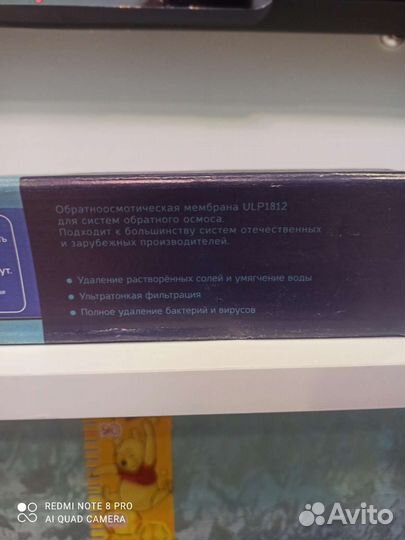 Обратноосмотическая мембрана ULP1812
для систем обратного осмоса.
Подходит к большинству систем отечественных
и зарубежных производителей.
• Удаление растворённых солей и умягчение воды
• Ультратонкая фильтрация
• Полное удаление бактерий и вирусов
REDMI NOTE 8 PRO
AI QUAD CAMERA
Avito